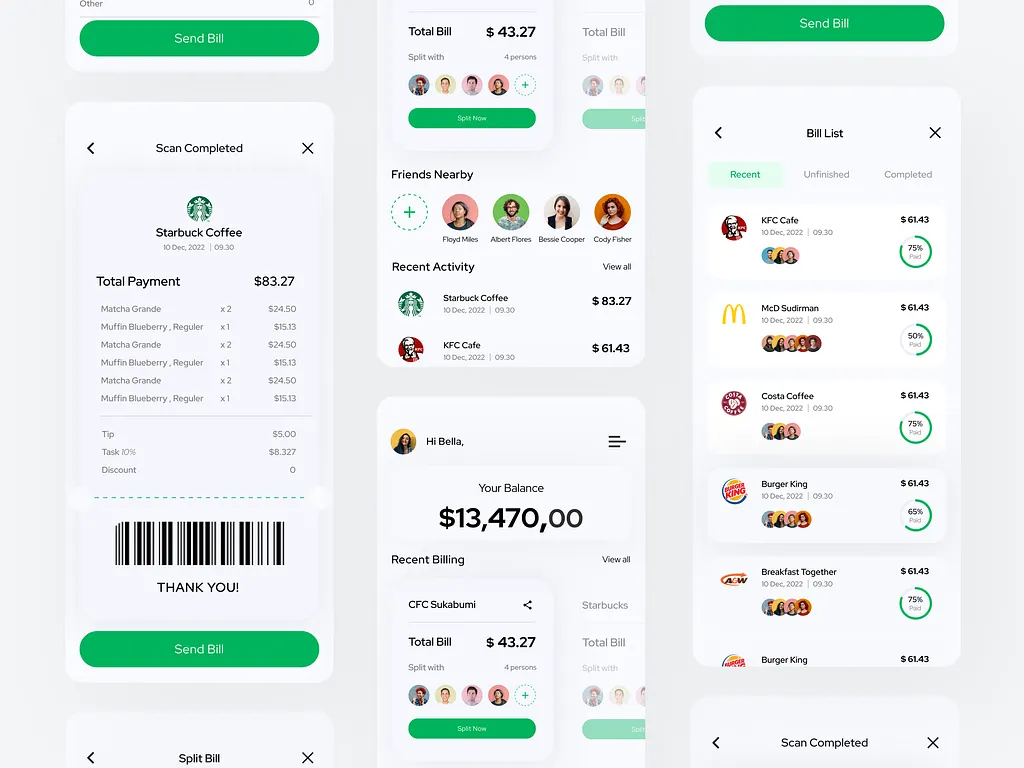 Other 0
Send Bill
Scan Completed
Starbuck Coffee
10 Dec, 2022 | 09.30
Total Payment $83.27
Matcha Grande x 2 $24.50
Muffin Blueberry , Reguler x 1 $15.13
Matcha Grande x 2 $24.50
Muffin Blueberry , Reguler x 1 $15.13
Matcha Grande x 2 $24.50
Muffin Blueberry , Reguler x 1 $15.13
Tip $5.00
Task 10% $8.327
Discount 0
THANK YOU!
Send Bill
Split Bill
Total Bill $ 43.27
Split with 4 persons
+
Split Now
Total Bill
Split with
Split
Friends Nearby
+
Floyd Miles Albert Flores Bessie Cooper Cody Fisher
Recent Activity View all
Starbuck Coffee $ 83.27
10 Dec, 2022 | 09.30
KFC
KFC Cafe $ 61.43
10 Dec, 2022 | 09.30
Hi Bella,
Your Balance
$13,470,00
Recent Billing View all
CFC Sukabumi
Total Bill $ 43.27
Split with 4 persons
+
Split Now
Starbucks
Total Bill
Split with
Split
Send Bill
Bill List
Recent Unfinished Completed
KFC
KFC Cafe $ 61.43
10 Dec, 2022 | 09.30
75%
Paid
McD Sudirman $ 61.43
10 Dec, 2022 | 09.30
50%
Paid
COSTA
COFFEE
Costa Coffee $ 61.43
10 Dec, 2022 | 09.30
75%
Paid
BURGER
KING
Burger King $ 61.43
10 Dec, 2022 | 09.30
65%
Paid
A&W
Breakfast Together $ 61.43
10 Dec, 2022 | 09.30
75%
Paid
BURGER
Burger King $ 61.43
Scan Completed